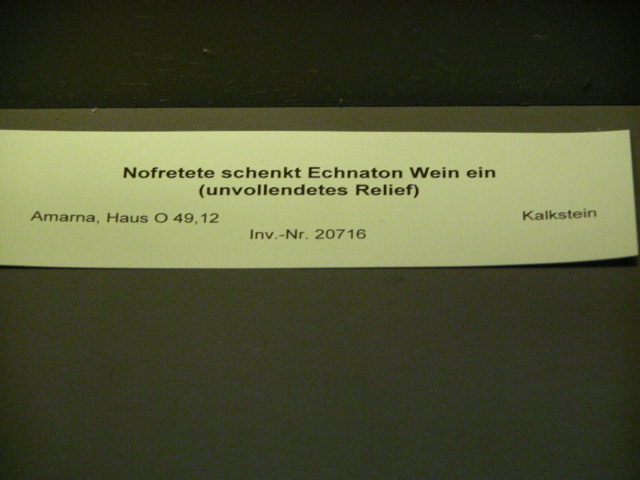 Nofretete schenkt Echnaton Wein ein
(unvollendetes Relief)
Amarna, Haus O 49,12
Kalkstein
Inv.-Nr. 20716